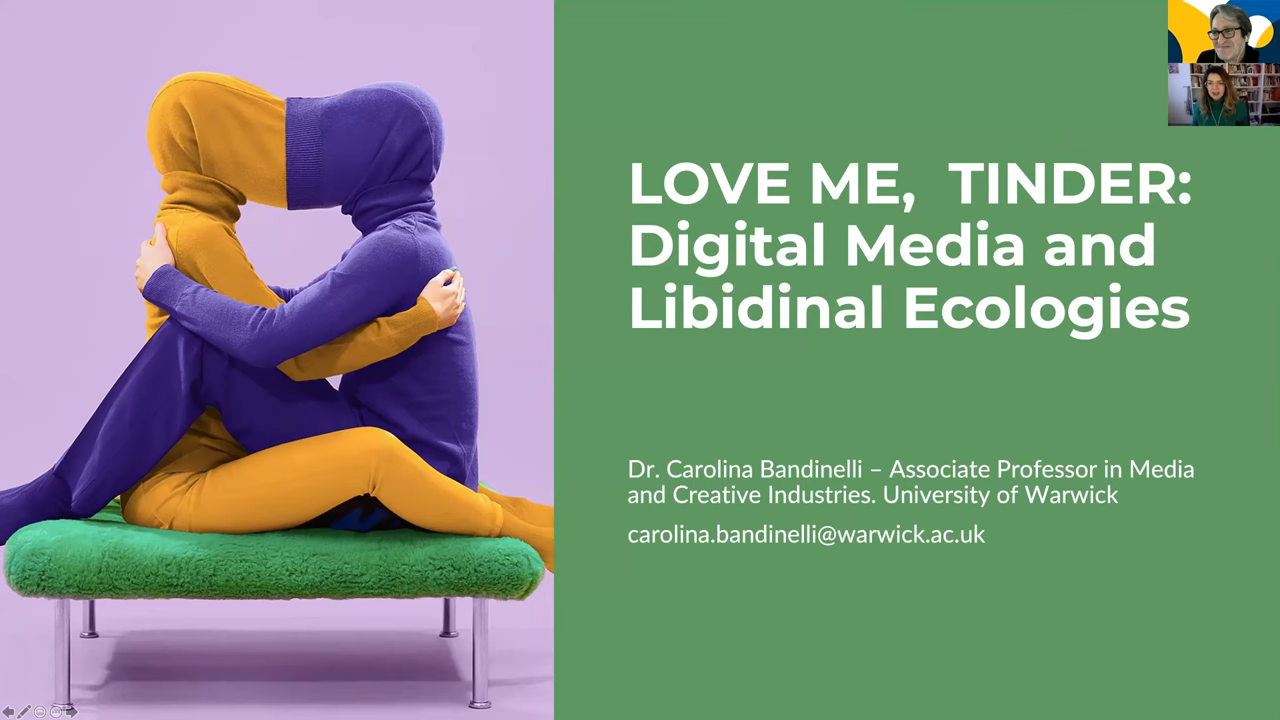 LOVE ME, TINDER:
Digital Media and
Libidinal Ecologies
Dr. Carolina Bandinelli – Associate Professor in Media
and Creative Industries. University of Warwick
carolina.bandinelli@warwick.ac.uk